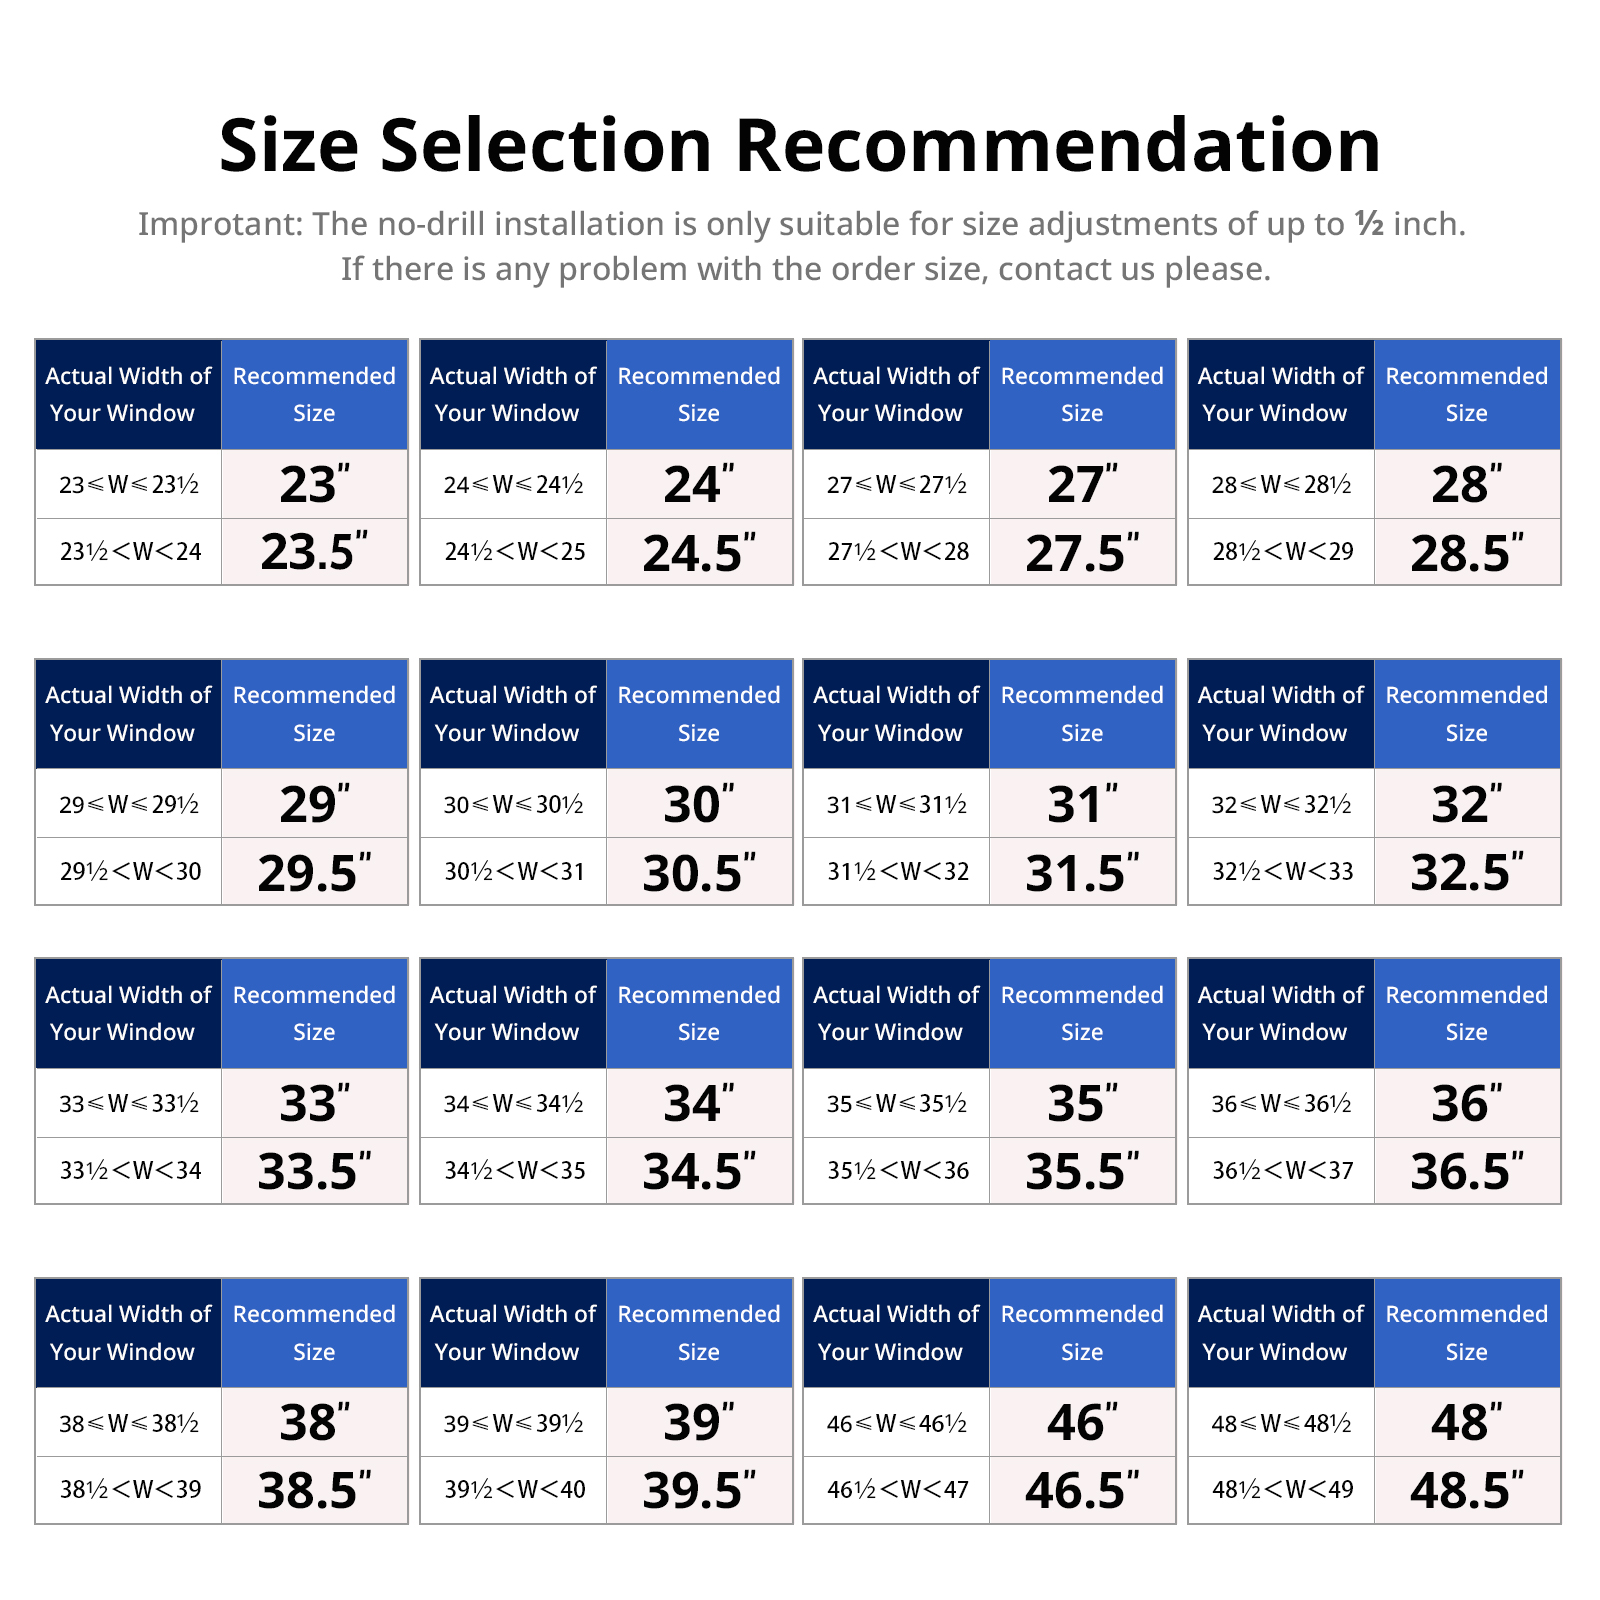 Size Selection Recommendation
Improtant: The no-drill installation is only suitable for size adjustments of up to ½ inch.
If there is any problem with the order size, contact us please.
Actual Width of
Your Window
Recommended
Size
23⩽W⩽23½
23"
23½<W<24
23.5"
Actual Width of
Your Window
Recommended
Size
24⩽W⩽24½
24"
24½<W<25
24.5"
Actual Width of
Your Window
Recommended
Size
27⩽W⩽27½
27"
27½<W<28
27.5"
Actual Width of
Your Window
Recommended
Size
28⩽W⩽28½
28"
28½<W<29
28.5"
Actual Width of
Your Window
Recommended
Size
29⩽W⩽29½
29"
29½<W<30
29.5"
Actual Width of
Your Window
Recommended
Size
30⩽W⩽30½
30"
30½<W<31
30.5"
Actual Width of
Your Window
Recommended
Size
31⩽W⩽31½
31"
31½<W<32
31.5"
Actual Width of
Your Window
Recommended
Size
32⩽W⩽32½
32"
32½<W<33
32.5"
Actual Width of
Your Window
Recommended
Size
33⩽W⩽33½
33"
33½<W<34
33.5"
Actual Width of
Your Window
Recommended
Size
34⩽W⩽34½
34"
34½<W<35
34.5"
Actual Width of
Your Window
Recommended
Size
35⩽W⩽35½
35"
35½<W<36
35.5"
Actual Width of
Your Window
Recommended
Size
36⩽W⩽36½
36"
36½<W<37
36.5"
Actual Width of
Your Window
Recommended
Size
38⩽W⩽38½
38"
38½<W<39
38.5"
Actual Width of
Your Window
Recommended
Size
39⩽W⩽39½
39"
39½<W<40
39.5"
Actual Width of
Your Window
Recommended
Size
46⩽W⩽46½
46"
46½<W<47
46.5"
Actual Width of
Your Window
Recommended
Size
48⩽W⩽48½
48"
48½<W<49
48.5"